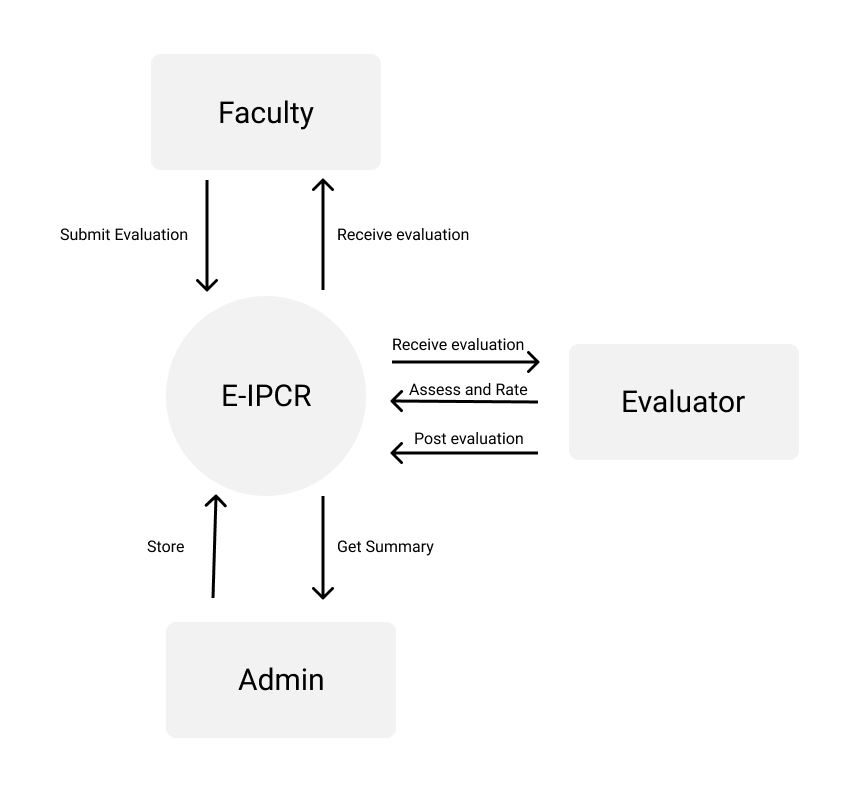 Faculty
Submit Evaluation
Receive evaluation
Receive evaluation
E-IPCR
Assess and Rate
Evaluator
Post evaluation
Store
Get Summary
Admin